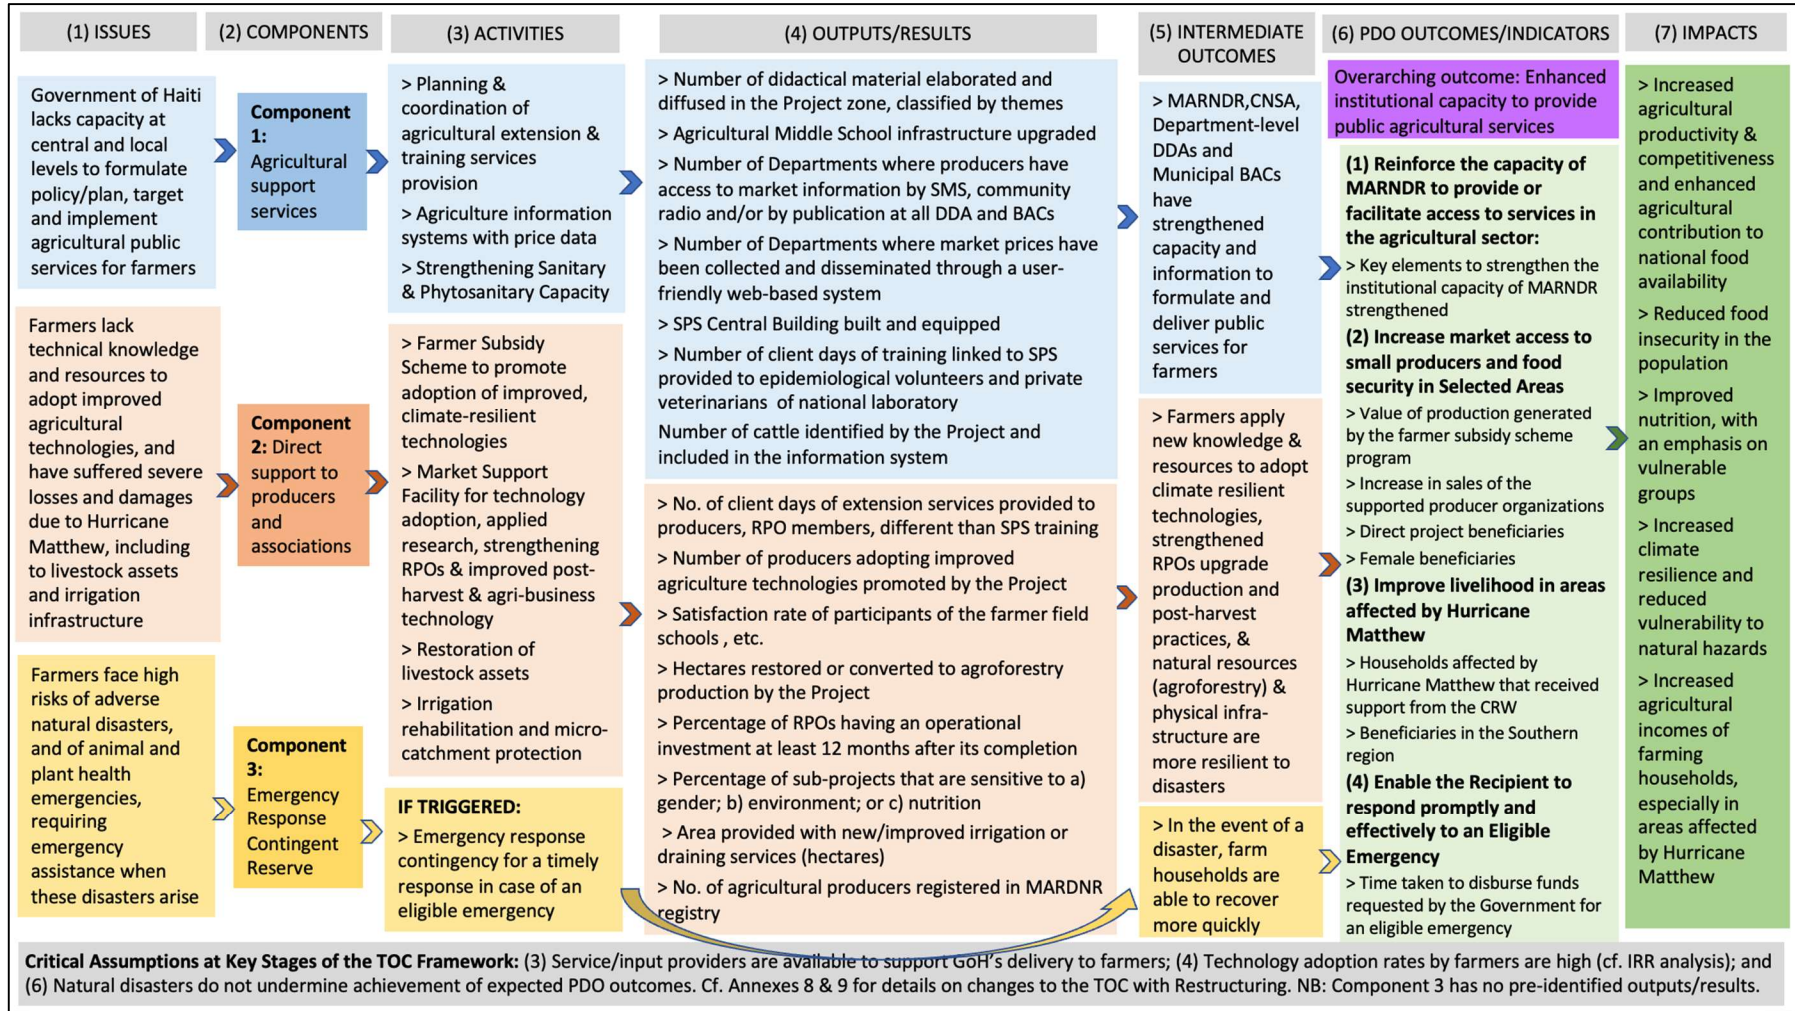 (1) ISSUES
(2) COMPONENTS
(3) ACTIVITIES
(4) OUTPUTS/RESULTS
(5) INTERMEDIATE
OUTCOMES
(6) PDO OUTCOMES/INDICATORS
(7) IMPACTS
Government of Haiti
lacks capacity at
central and local
levels to formulate
policy/plan, target
and implement
agricultural public
services for farmers
Component
1:
Agricultural
support
services
> Planning &
coordination of
agricultural extension &
training services
provision
> Agriculture information
systems with price data
> Strengthening Sanitary
& Phytosanitary Capacity
> Number of didactical material elaborated and
diffused in the Project zone, classified by themes
> Agricultural Middle School infrastructure upgraded
> Number of Departments where producers have
access to market information by SMS, community
radio and/or by publication at all DDA and BACs
> Number of Departments where market prices have
been collected and disseminated through a user-
friendly web-based system
> SPS Central Building built and equipped
> Number of client days of training linked to SPS
provided to epidemiological volunteers and private
veterinarians  of national laboratory
Number of cattle identified by the Project and
included in the information system
> MARNDR,CNSA,
Department-level
DDAs and
Municipal BACs
have
strengthened
capacity and
information to
formulate and
deliver public
services for
farmers
Farmers lack
technical knowledge
and resources to
adopt improved
agricultural
technologies, and
have suffered severe
losses and damages
due to Hurricane
Matthew, including
to livestock assets
and irrigation
infrastructure
Component
2: Direct
support to
producers
and
associations
> Farmer Subsidy
Scheme to promote
adoption of improved,
climate-resilient
technologies
> Market Support
Facility for technology
adoption, applied
research, strengthening
RPOs & improved post-
harvest & agri-business
technology
> Restoration of
livestock assets
> Irrigation
rehabilitation and micro-
catchment protection
> No. of client days of extension services provided to
producers, RPO members, different than SPS training
> Number of producers adopting improved
agriculture technologies promoted by the Project
> Satisfaction rate of participants of the farmer field
schools , etc.
> Hectares restored or converted to agroforestry
production by the Project
> Percentage of RPOs having an operational
investment at least 12 months after its completion
> Percentage of sub-projects that are sensitive to a)
gender; b) environment; or c) nutrition
> Area provided with new/improved irrigation or
draining services (hectares)
> No. of agricultural producers registered in MARDNR
registry
> Farmers apply
new knowledge &
resources to adopt
climate resilient
technologies,
strengthened
RPOs upgrade
production and
post-harvest
practices, &
natural resources
(agroforestry) &
physical infra-
structure are
more resilient to
disasters
Farmers face high
risks of adverse
natural disasters,
and of animal and
plant health
emergencies,
requiring
emergency
assistance when
these disasters arise
Component
3:
Emergency
Response
Contingent
Reserve
IF TRIGGERED:
> Emergency response
contingency for a timely
response in case of an
eligible emergency
> In the event of a
disaster, farm
households are
able to recover
more quickly
Overarching outcome: Enhanced
institutional capacity to provide
public agricultural services
(1) Reinforce the capacity of
MARNDR to provide or
facilitate access to services in
the agricultural sector:
> Key elements to strengthen the
institutional capacity of MARNDR
strengthened
(2) Increase market access to
small producers and food
security in Selected Areas
> Value of production generated
by the farmer subsidy scheme
program
> Increase in sales of the
supported producer organizations
> Direct project beneficiaries
> Female beneficiaries
(3) Improve livelihood in areas
affected by Hurricane
Matthew
> Households affected by
Hurricane Matthew that received
support from the CRW
> Beneficiaries in the Southern
region
(4) Enable the Recipient to
respond promptly and
effectively to an Eligible
Emergency
> Time taken to disburse funds
requested by the Government for
an eligible emergency
> Increased
agricultural
productivity &
competitiveness
and enhanced
agricultural
contribution to
national food
availability
> Reduced food
insecurity in the
population
> Improved
nutrition, with
an emphasis on
vulnerable
groups
> Increased
climate
resilience and
reduced
vulnerability to
natural hazards
> Increased
agricultural
incomes of
farming
households,
especially in
areas affected
by Hurricane
Matthew
Critical Assumptions at Key Stages of the TOC Framework: (3) Service/input providers are available to support GoH's delivery to farmers; (4) Technology adoption rates by farmers are high (cf. IRR analysis); and
(6) Natural disasters do not undermine achievement of expected PDO outcomes. Cf. Annexes 8 & 9 for details on changes to the TOC with Restructuring. NB: Component 3 has no pre-identified outputs/results.